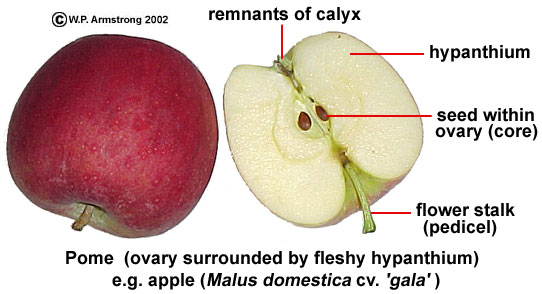 ©W.P. Armstrong 2002
remnants of calyx
hypanthium
seed within
ovary (core)
flower stalk
(pedicel)
Pome (ovary surrounded by fleshy hypanthium)
e.g. apple (Malus domestica cv. 'gala' )